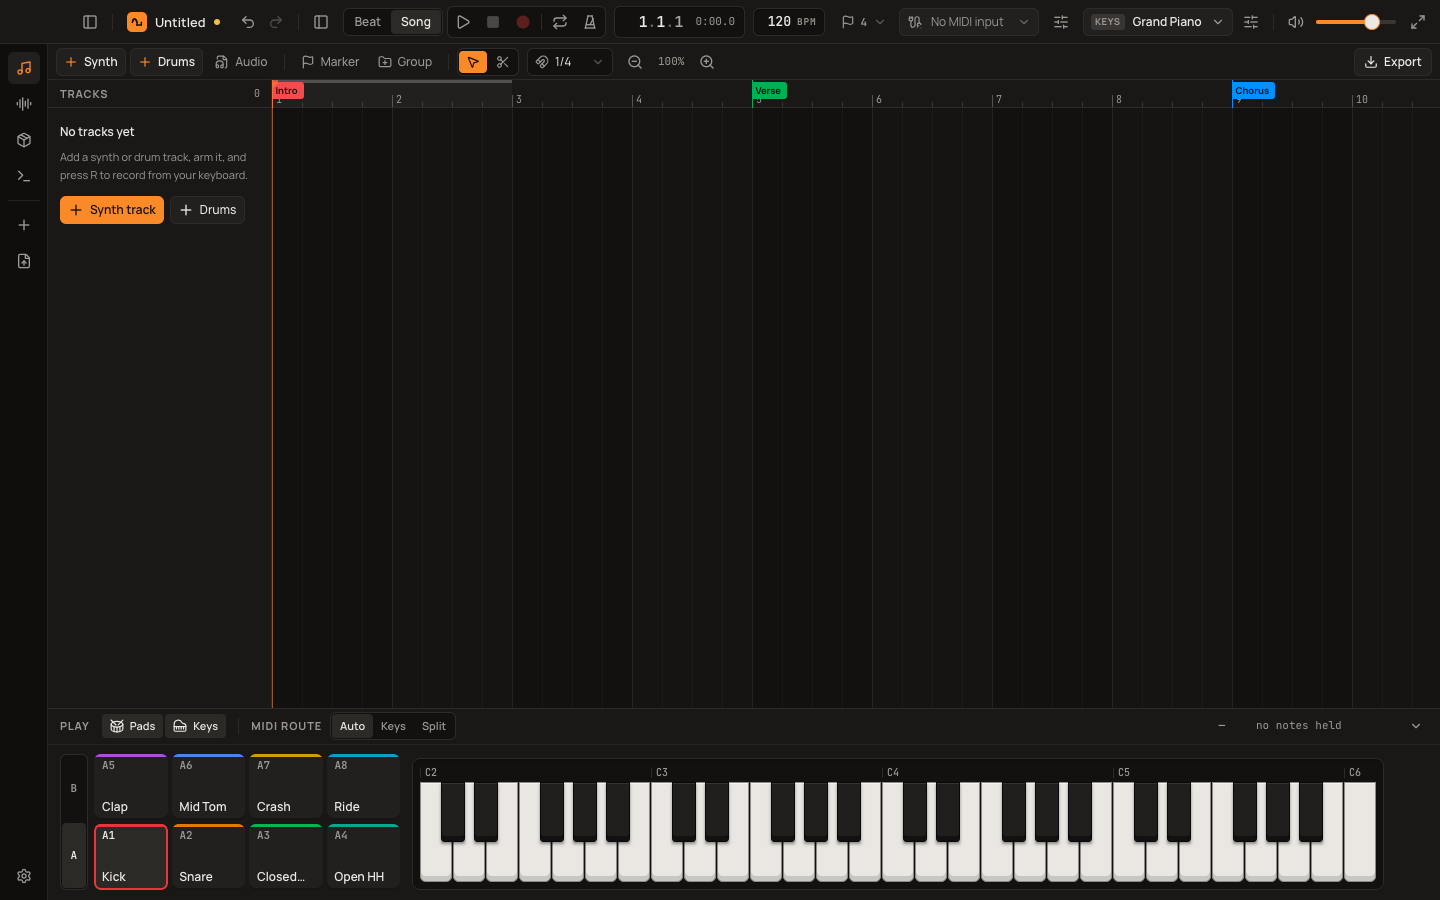 Untitled
Beat
Song
1.1.1
0:00.0
120 BPM
4
No MIDI input
KEYS
Grand Piano
Synth
Drums
Audio
Marker
Group
1/4
100%
Export
TRACKS
0
Intro
Verse
Chorus
1
2
3
4
5
6
7
8
9
10
No tracks yet
Add a synth or drum track, arm it, and
press R to record from your keyboard.
Synth track
Drums
PLAY
Pads
Keys
MIDI ROUTE
Auto
Keys
Split
–
no notes held
B
A
A5
Clap
A6
Mid Tom
A7
Crash
A8
Ride
A1
Kick
A2
Snare
A3
Closed...
A4
Open HH
C2
C3
C4
C5
C6